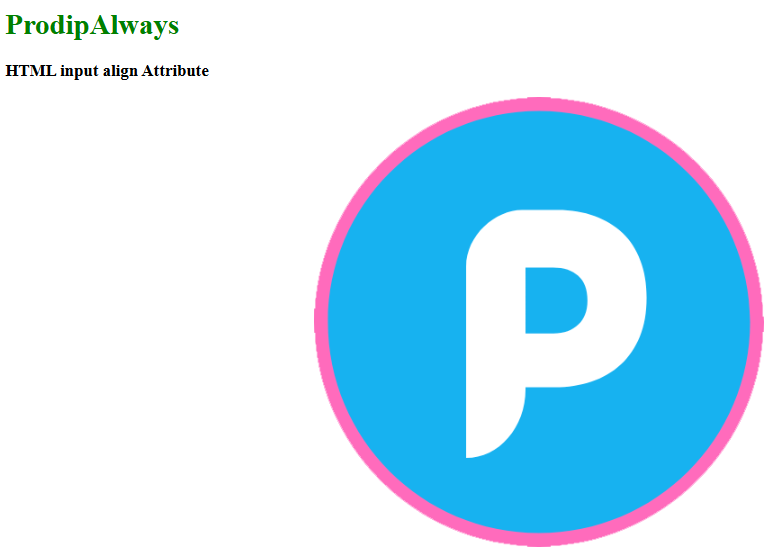 ProdipAlways
HTML input align Attribute
P